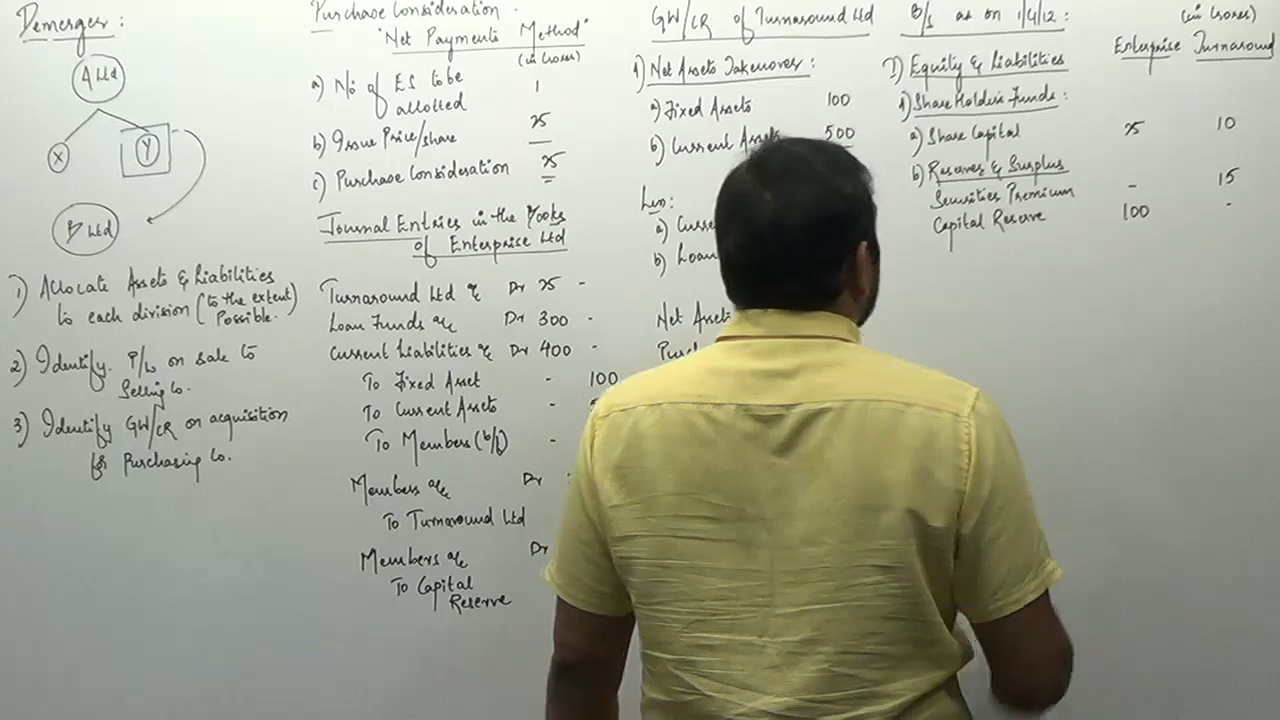 Demerger:
A Ltd
X
Y
B Ltd
1) Allocate Assets & Liabilities
to each division (to the extent
Possible.)
2) Identify P/L on sale to
Selling Co.
3) Identify GW/CR on acquisition
for Purchasing Co.
Purchase Consideration -
"Net Payments Method"
(in Crores)
a) No of ES to be
allotted 1
b) Issue Price/share 25
c) Purchase Consideration 25
Journal Entries in the Books
of Enterprise Ltd
Turnaround Ltd a/c Dr 25 -
Loan Funds a/c Dr 300 -
Current Liabilities a/c Dr 400 -
To Fixed Asset - 100
To Current Assets -
To Members (b/f) -
Members a/c Dr
To Turnaround Ltd
Members a/c Dr
To Capital
Reserve
GW/CR of Turnaround Ltd
1) Net Assets Takenover:
a) Fixed Assets 100
b) Current Assets 500
Less:
a) Curre
b) Loan
Net Asset
Purc
B/S as on 1/4/12:
(in Crores)
Enterprise Turnaround
I) Equity & Liabilities
1) Share Holders Funds:
a) Share Capital 25 10
b) Reserves & Surplus
Securities Premium - 15
Capital Reserve 100 -